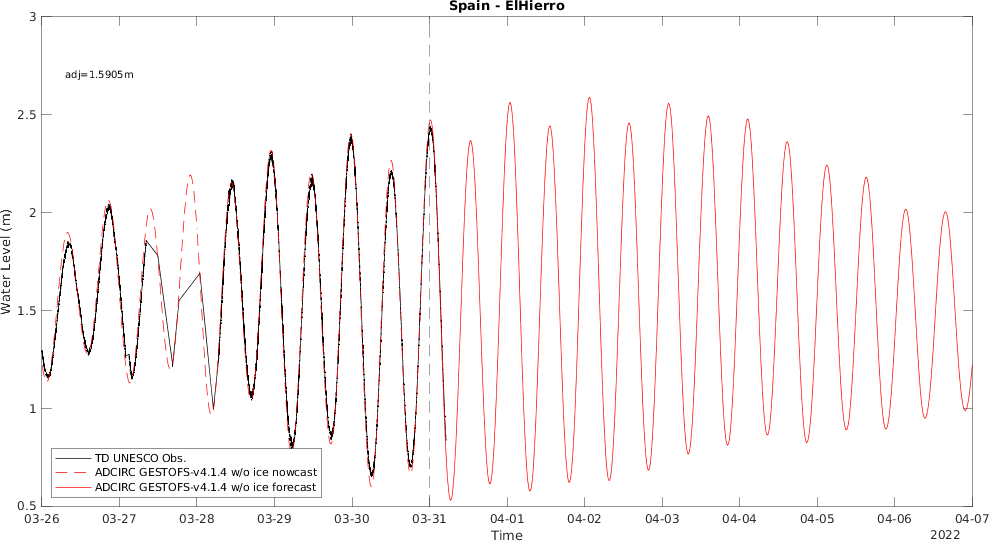 Spain - ElHierro
adj=1.5905m
Water Level (m)
3
2.5
2
1.5
1
0.5
TD UNESCO Obs.
ADCIRC GESTOFS-v4.1.4 w/o ice nowcast
ADCIRC GESTOFS-v4.1.4 w/o ice forecast
03-26 03-27 03-28 03-29 03-30 03-31 04-01 04-02 04-03 04-04 04-05 04-06 04-07
Time
2022